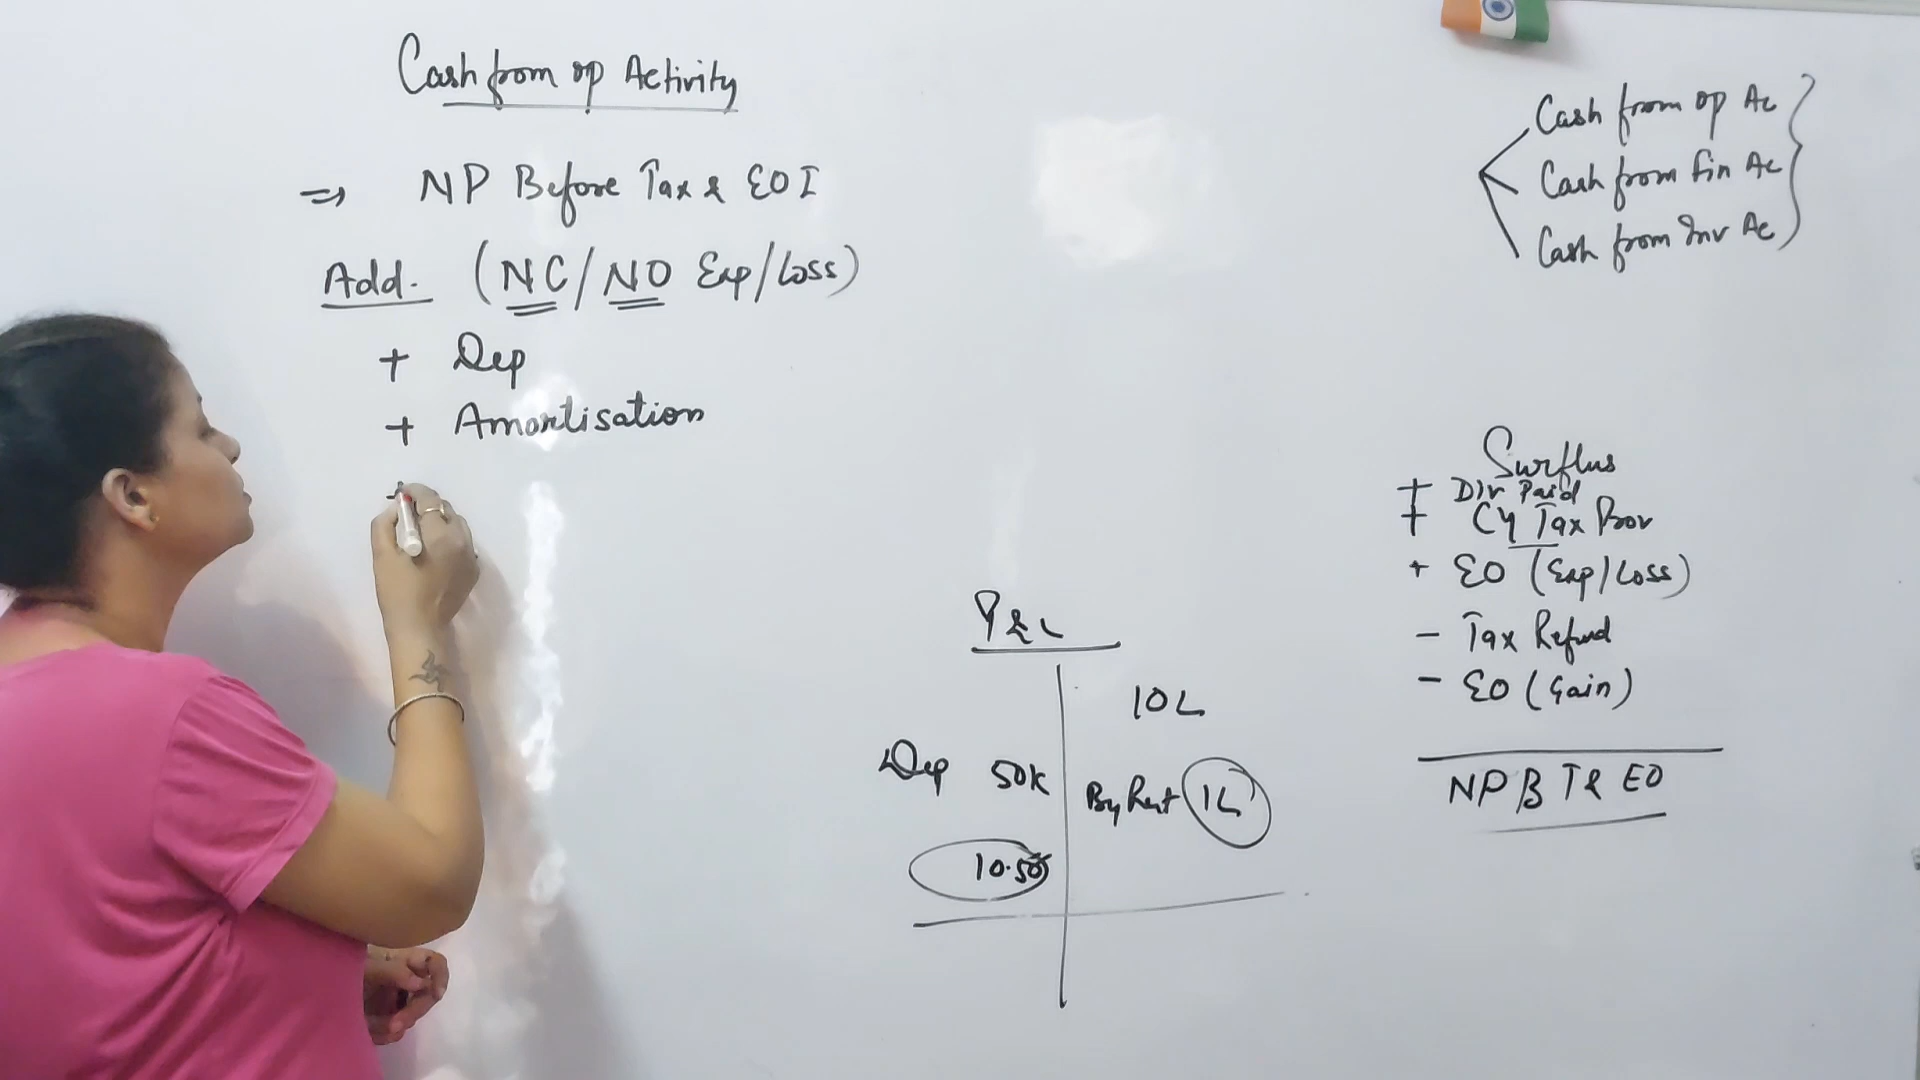 Cash from op Activity
⇒ NP Before Tax & EOI
Add. (NC/NO Exp/Loss)
+ Dep
+ Amortisation
+
Cash from op Ac
Cash from Fin Ac
Cash from Inv Ac
Surplus
+ Div Paid
+ CY Tax Prov
+ EO (Exp/Loss)
- Tax Refund
- EO (Gain)
NP B T & EO
P & L
10L
Dep 50K
By Rent 1L
10.50